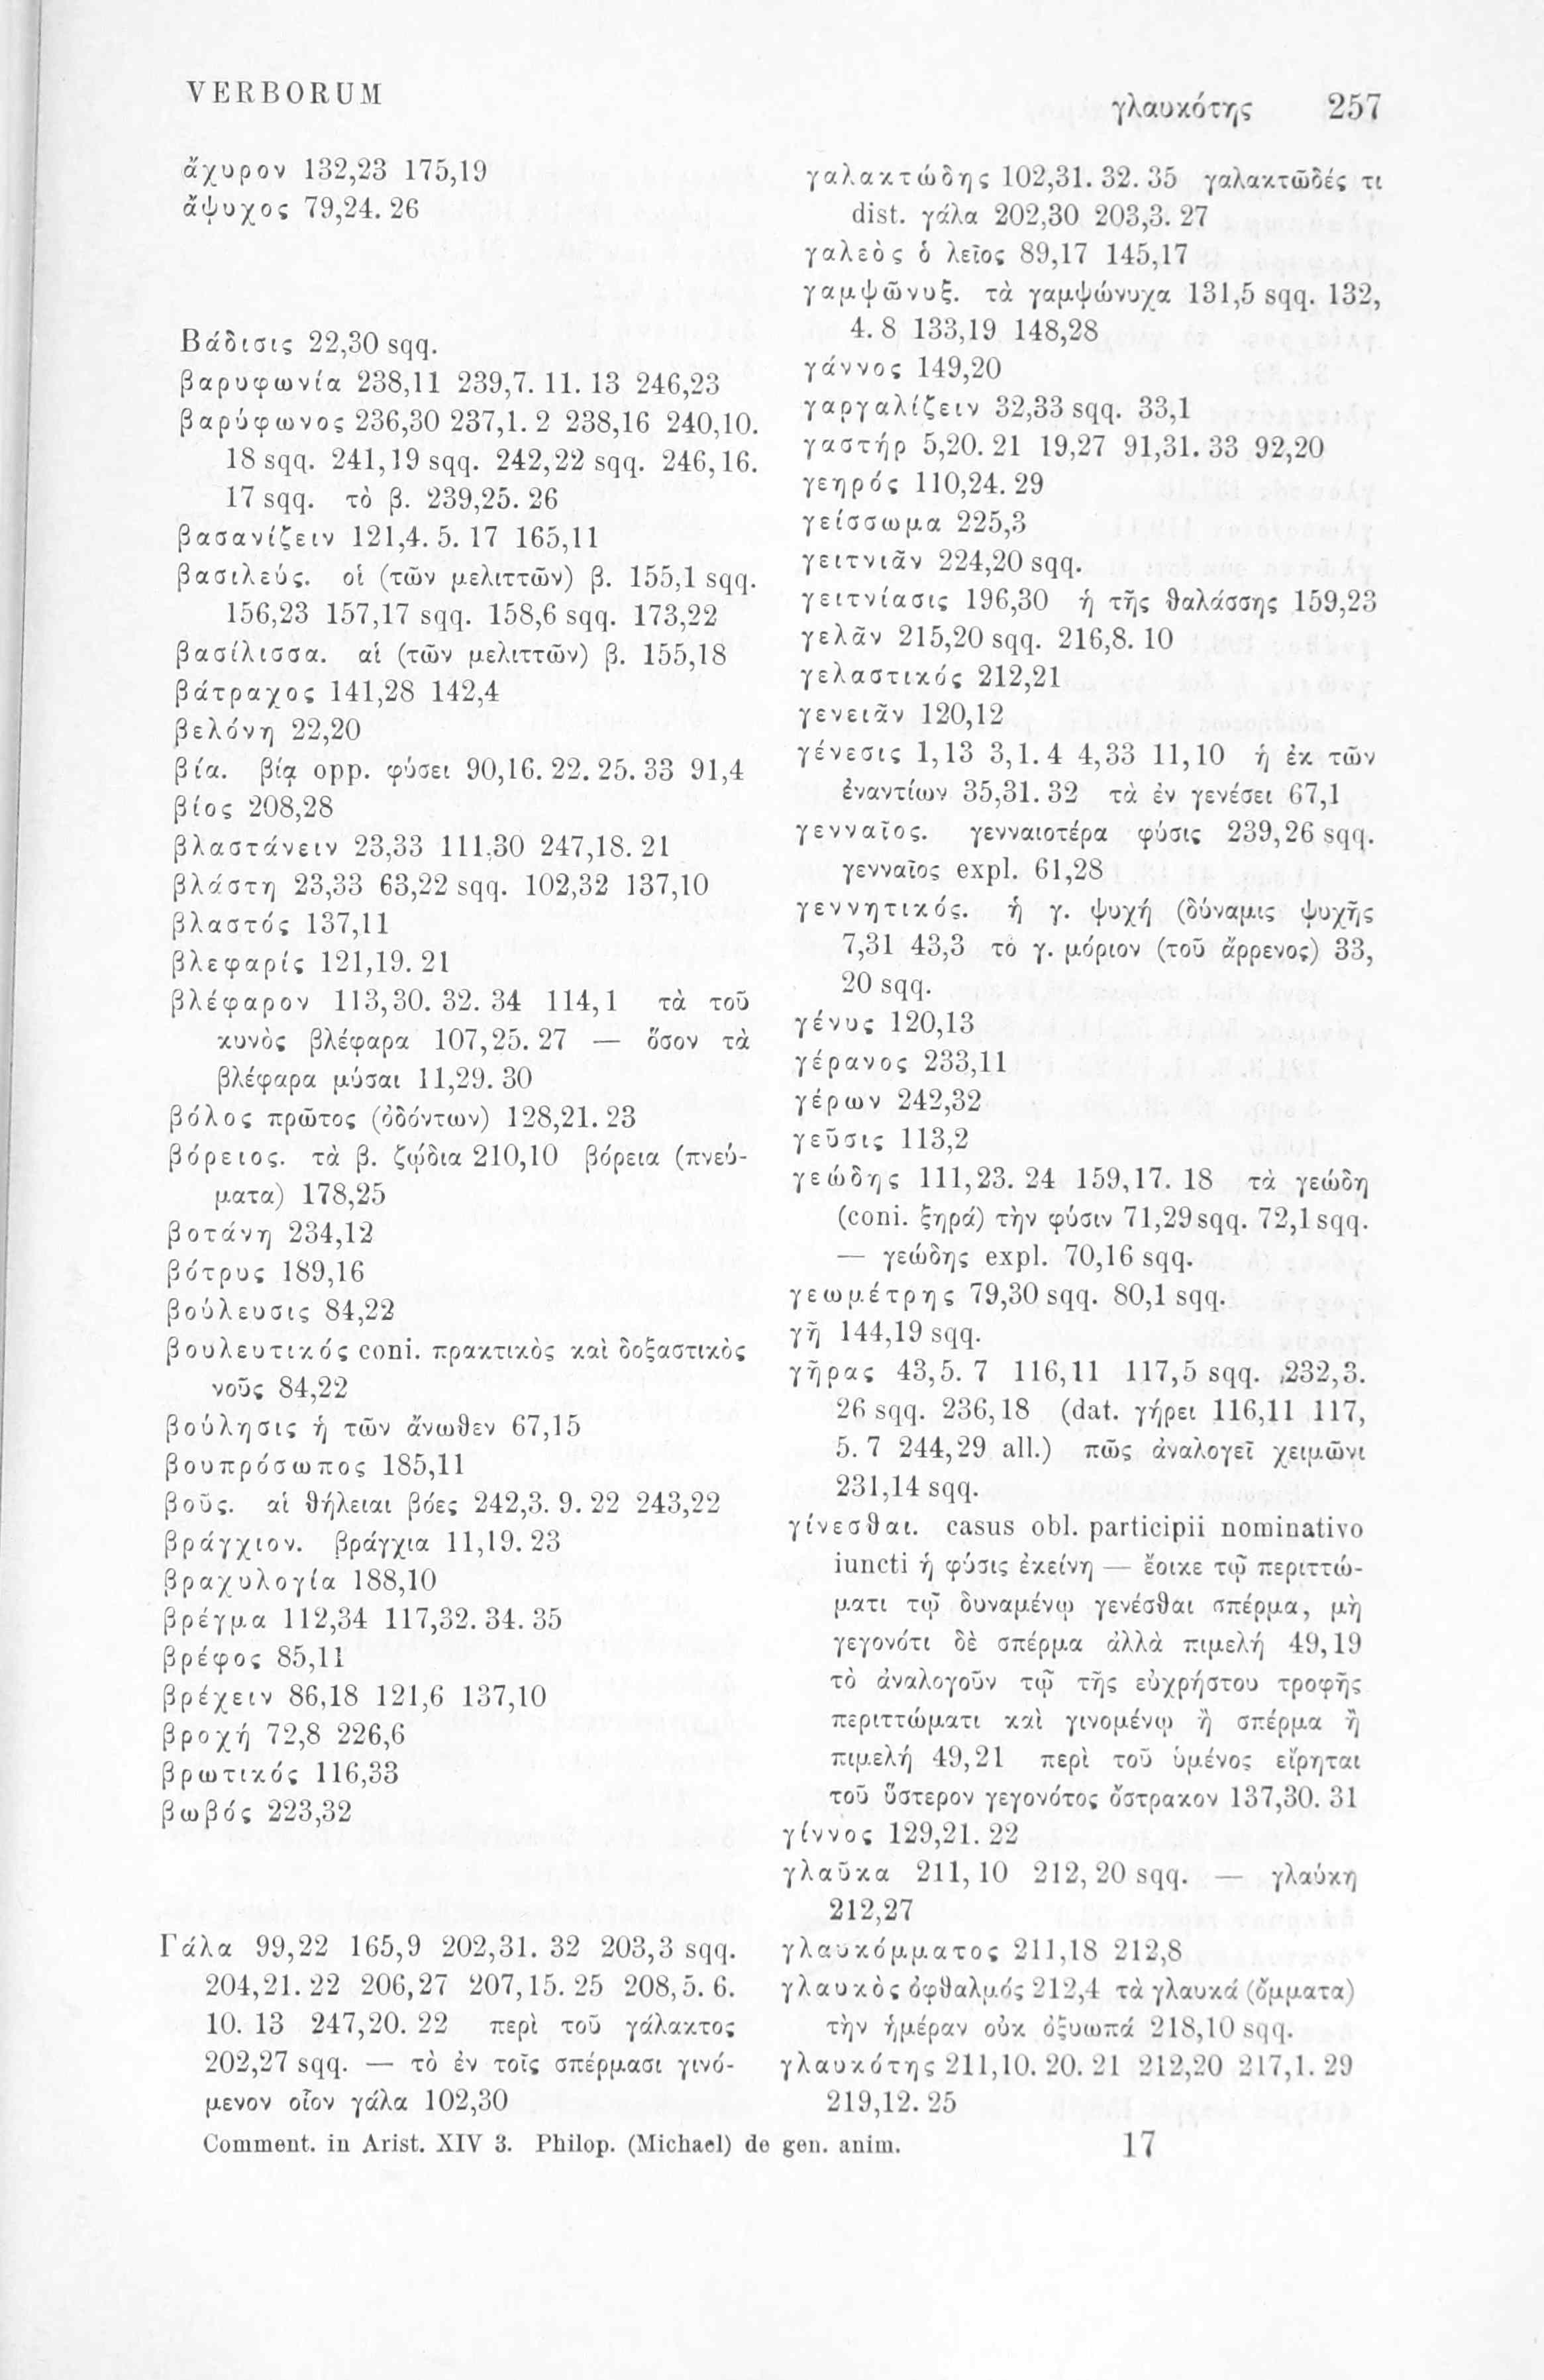 VERBORUM
γλαυκότης 257
ἄχυρον 132,23 175,19
ἄψυχος 79,24. 26
Βάδισις 22,30 sqq.
βαρυφωνία 238,11 239,7. 11. 13 246,23
βαρύφωνος 236,30 237,1. 2 238,16 240,10.
18 sqq. 241,19 sqq. 242,22 sqq. 246,16.
17 sqq. τὸ β. 239,25. 26
βασανίζειν 121,4. 5. 17 165,11
βασιλεύς. οἱ (τῶν μελιττῶν) β. 155,1 sqq.
156,23 157,17 sqq. 158,6 sqq. 173,22
βασίλισσα. αἱ (τῶν μελιττῶν) β. 155,18
βάτραχος 141,28 142,4
βελόνη 22,20
βία. βίᾳ opp. φύσει 90,16. 22. 25. 33 91,4
βίος 208,28
βλαστάνειν 23,33 111,30 247,18. 21
βλάστη 23,33 63,22 sqq. 102,32 137,10
βλαστός 137,11
βλεφαρίς 121,19. 21
βλέφαρον 113,30. 32. 34 114,1 τὰ τοῦ
κυνὸς βλέφαρα 107,25. 27 — ὅσον τὰ
βλέφαρα μύσαι 11,29. 30
βόλος πρῶτος (ὀδόντων) 128,21. 23
βόρειος. τὰ β. ζῴδια 210,10 βόρεια (πνεύ-
ματα) 178,25
βοτάνη 234,12
βότρυς 189,16
βούλευσις 84,22
βουλευτικός coni. πρακτικὸς καὶ δοξαστικὸς
νοῦς 84,22
βούλησις ἡ τῶν ἄνωθεν 67,15
βουπρόσωπος 185,11
βοῦς. αἱ θήλειαι βόες 242,3. 9. 22 243,22
βράγχιον. βράγχια 11,19. 23
βραχυλογία 188,10
βρέγμα 112,34 117,32. 34. 35
βρέφος 85,11
βρέχειν 86,18 121,6 137,10
βροχή 72,8 226,6
βρωτικός 116,33
βωβός 223,32
Γάλα 99,22 165,9 202,31. 32 203,3 sqq.
204,21. 22 206,27 207,15. 25 208,5. 6.
10. 13 247,20. 22 περὶ τοῦ γάλακτος
202,27 sqq. — τὸ ἐν τοῖς σπέρμασι γινό-
μενον οἷον γάλα 102,30
γαλακτώδης 102,31. 32. 35 γαλακτῶδές τι
dist. γάλα 202,30 203,3. 27
γαλεὸς ὁ λεῖος 89,17 145,17
γαμψῶνυξ. τὰ γαμψώνυχα 131,5 sqq. 132,
4. 8 133,19 148,28
γάννος 149,20
γαργαλίζειν 32,33 sqq. 33,1
γαστήρ 5,20. 21 19,27 91,31. 33 92,20
γεηρός 110,24. 29
γείσσωμα 225,3
γειτνιᾶν 224,20 sqq.
γειτνίασις 196,30 ἡ τῆς θαλάσσης 159,23
γελᾶν 215,20 sqq. 216,8. 10
γελαστικός 212,21
γενειᾶν 120,12
γένεσις 1,13 3,1. 4 4,33 11,10 ἡ ἐκ τῶν
ἐναντίων 35,31. 32 τὰ ἐν γενέσει 67,1
γενναῖος. γενναιοτέρα φύσις 239,26 sqq.
γενναῖος expl. 61,28
γεννητικός. ἡ γ. ψυχή (δύναμις ψυχῆς
7,31 43,3 τὸ γ. μόριον (τοῦ ἄρρενος) 33,
20 sqq.
γένυς 120,13
γέρανος 233,11
γέρων 242,32
γεῦσις 113,2
γεώδης 111,23. 24 159,17. 18 τὰ γεώδη
(coni. ξηρά) τὴν φύσιν 71,29 sqq. 72,1 sqq.
— γεώδης expl. 70,16 sqq.
γεωμέτρης 79,30 sqq. 80,1 sqq.
γῆ 144,19 sqq.
γῆρας 43,5. 7 116,11 117,5 sqq. 232,3.
26 sqq. 236,18 (dat. γήρει 116,11 117,
5. 7 244,29 all.) πῶς ἀναλογεῖ χειμῶνι
231,14 sqq.
γίνεσθαι. casus obl. participii nominativo
iuncti ἡ φύσις ἐκείνη — ἔοικε τῷ περιττώ-
ματι τῷ δυναμένῳ γενέσθαι σπέρμα, μὴ
γεγονότι δὲ σπέρμα ἀλλὰ πιμελή 49,19
τὸ ἀναλογοῦν τῷ τῆς εὐχρήστου τροφῆς
περιττώματι καὶ γινομένῳ ἢ σπέρμα ἢ
πιμελή 49,21 περὶ τοῦ ὑμένος εἴρηται
τοῦ ὕστερον γεγονότος ὄστρακον 137,30. 31
γίννος 129,21. 22
γλαῦκα 211,10 212,20 sqq. — γλαύκη
212,27
γλαυκόμματος 211,18 212,8
γλαυκὸς ὀφθαλμός 212,4 τὰ γλαυκά (ὄμματα)
τὴν ἡμέραν οὐκ ὀξυωπά 218,10 sqq.
γλαυκότης 211,10. 20. 21 212,20 217,1. 29
219,12. 25
Comment. in Arist. XIV 3. Philop. (Michael) de gen. anim. 17